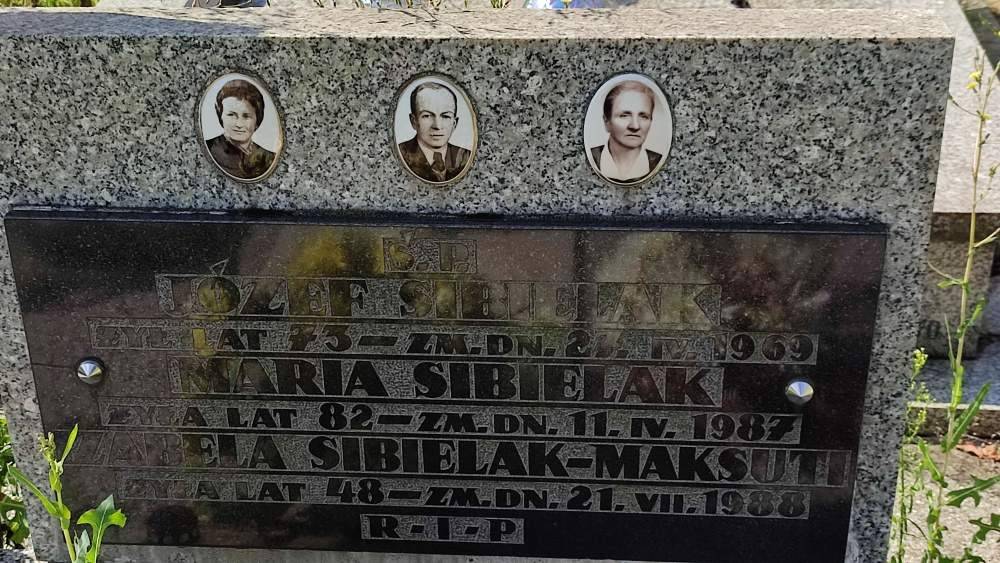 Ś.P.
JÓZEF SIBIELAK
ŻYŁ LAT 73 – ZM. DN. IV. 1969
MARIA SIBIELAK
ŻYŁA LAT 82 – ZM. DN. 11. IV. 1987
SIBIELAK-MAKSUTI
ŻYŁA LAT 48 – ZM. DN. 21. VII. 1988
R-I-P